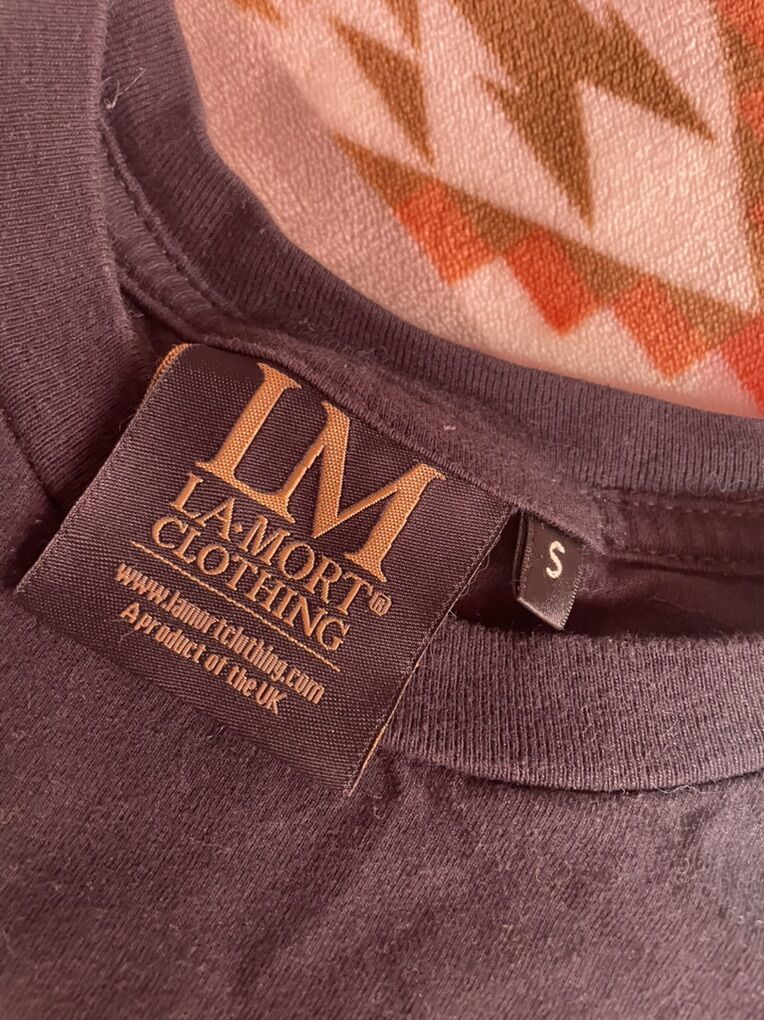 LM
LA·MORT®
CLOTHING
www.lamortclothing.com
A product of the UK
S